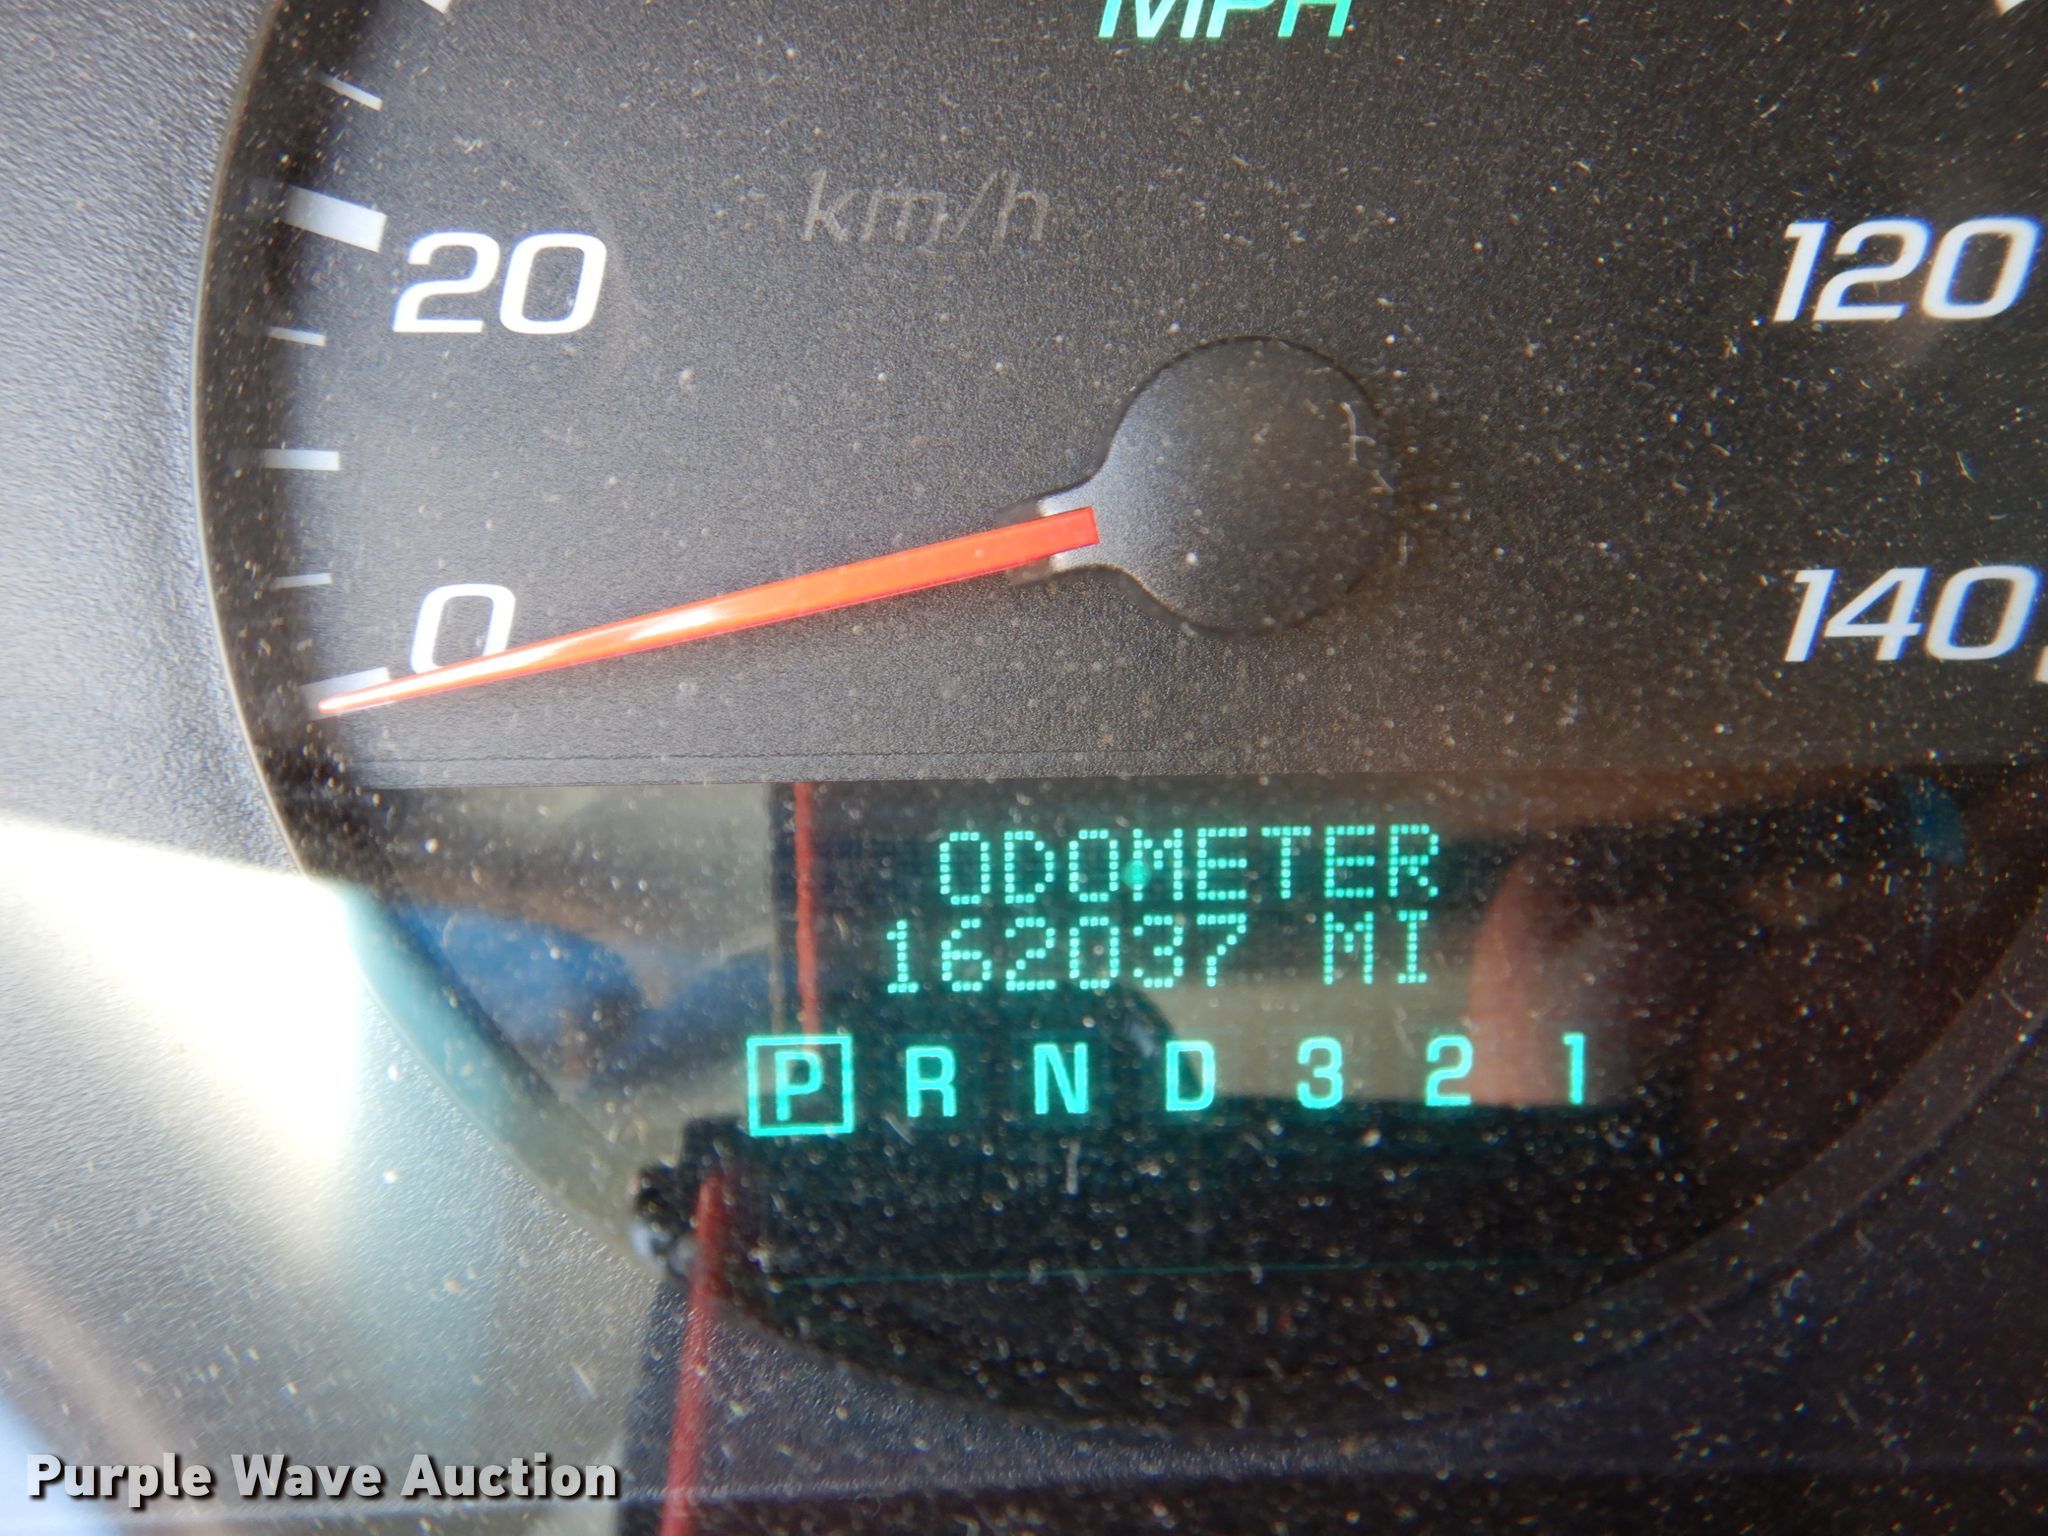 MPH
km/h
20
120
0
140
ODOMETER
162037 MI
P R N D 3 2 1
Purple Wave Auction